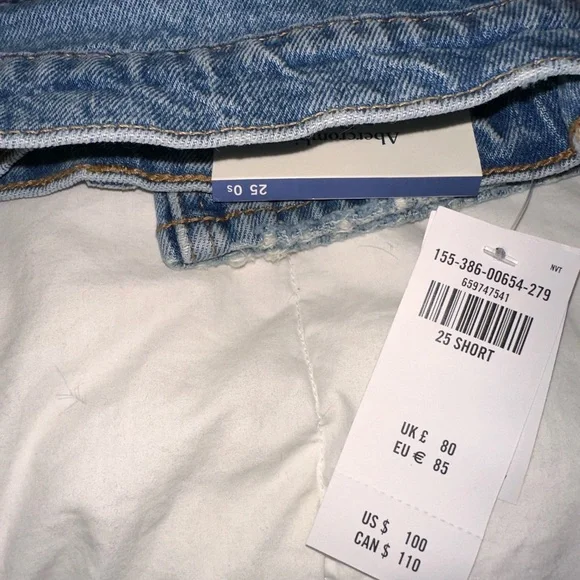 Abercrombie
25 0s
155-386-00654-279
NVT
659747541
25 SHORT
UK £ 80
EU € 85
US $ 100
CAN $ 110